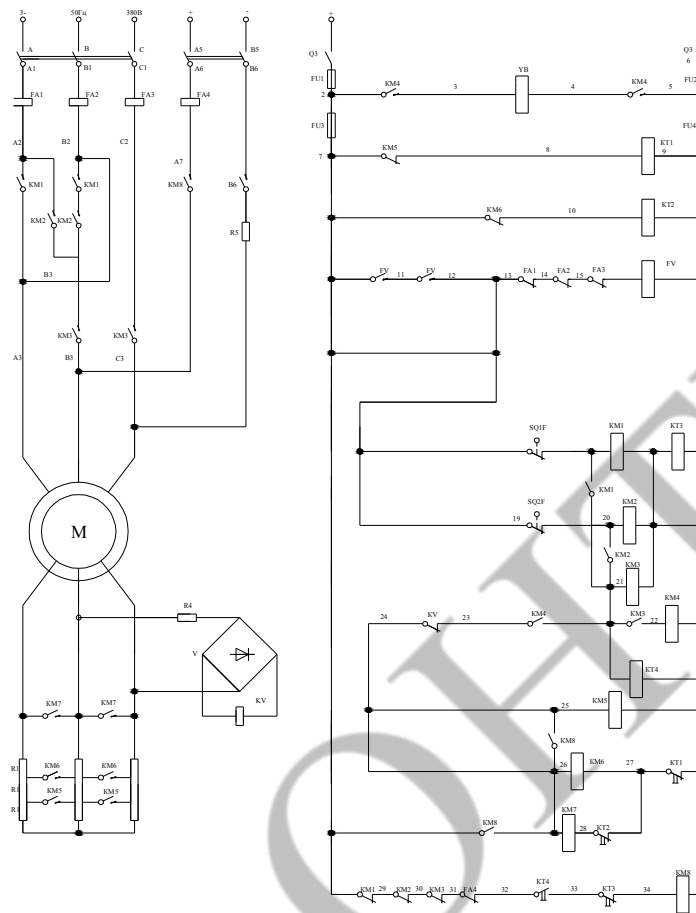 3~ 50Гц 380В + - +
A B C A5 B5 Q3 Q3
A1 B1 C1 A6 B6 6
FA1 FA2 FA3 FA4 FU1 KM4 3 YB 4 KM4 5 FU2
2
A2 B2 C2 FU3 FU4
7 KM5 8 KT1 9
A7
KM1 KM1 KM8 B6
KM2 KM2 R5 KM6 10 KT2
B3 FV 11 FV 12 13 FA1 14 FA2 15 FA3 FV
KM3 KM3
A3 B3 C3
SQ1F KM1 KT3
KM1
SQ2F KM2
19 20
M
KM2 KM3
21
R4 24 KV 23 KM4 KM3 22 KM4
V KT4
KV 25 KM5
KM7 KM7
KM8
R1 KM6 KM6 26 KM6 27 KT1
R1 KM5 KM5
R1 KM8 KM7 28 KT2
KM1 29 KM2 30 KM3 31 FA4 32 KT4 33 KT3 34 KM8
ОНТ